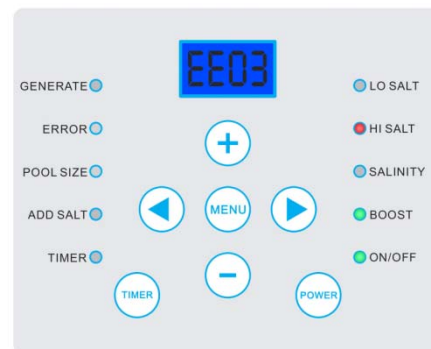 EE03
GENERATE
LO SALT
ERROR
HI SALT
POOL SIZE
SALINITY
ADD SALT
MENU
BOOST
TIMER
ON/OFF
TIMER
POWER